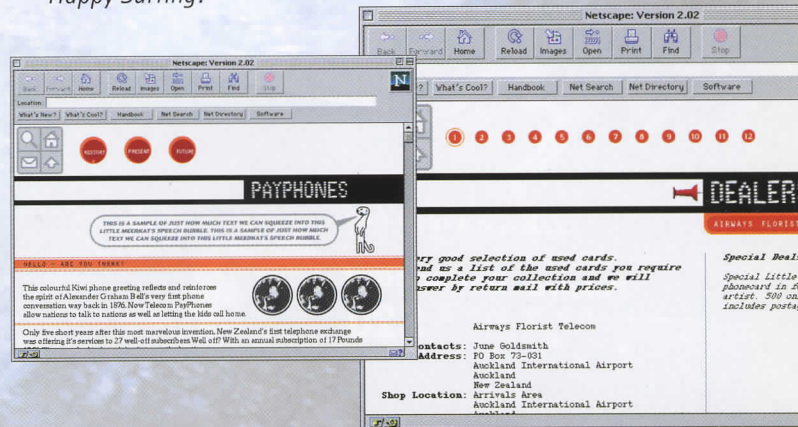 Happy Surfing!
Netscape: Version 2.02
Back Forward Home Reload Images Open Print Find Stop
Location:
What's New? What's Cool? Handbook Net Search Net Directory Software
HISTORY PRESENT FUTURE
PAYPHONES
THIS IS A SAMPLE OF JUST HOW MUCH TEXT WE CAN SQUEEZE INTO THIS
LITTLE MEERKAT'S SPEECH BUBBLE. THIS IS A SAMPLE OF JUST HOW MUCH
TEXT WE CAN SQUEEZE INTO THIS LITTLE MEERKAT'S SPEECH BUBBLE.
HELLO - ARE YOU THERE?
This colourful Kiwi phone greeting reflects and reinforces
the spirit of Alexander Graham Bell's very first phone
conversation way back in 1876. Now Telecom PayPhones
allow nations to talk to nations as well as letting the kids call home.
Only five short years after this most marvelous invention, New Zealand's first telephone exchange
was offering it's services to 27 well-off subscribers. Well off? With an annual subscription of 17 Pounds
Netscape: Version 2.02
Back Forward Home Reload Images Open Print Find Stop
? What's Cool? Handbook Net Search Net Directory Software
1 2 3 4 5 6 7 8 9 10 11 12
DEALER
AIRWAYS FLORIST
ery good selection of used cards.
nd us a list of the used cards you require
o complete your collection and we will
nswer by return mail with prices.
Airways Florist Telecom
ontacts: June Goldsmith
Address: PO Box 73-031
Auckland International Airport
Auckland
New Zealand
Shop Location: Arrivals Area
Auckland International Airport
Special Deals
Special Little
phonecard in f
artist. 500 on
includes posta